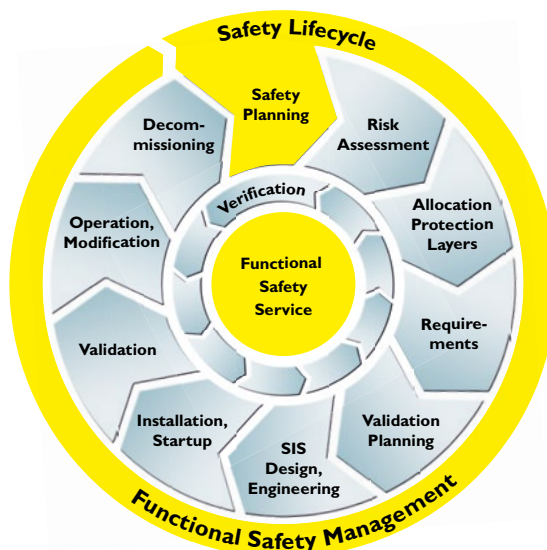 Safety Lifecycle
Safety
Planning
Risk
Assessment
Allocation
Protection
Layers
Require-
ments
Validation
Planning
SIS
Design,
Engineering
Installation,
Startup
Validation
Operation,
Modification
Decom-
missioning
Verification
Functional
Safety
Service
Functional Safety Management